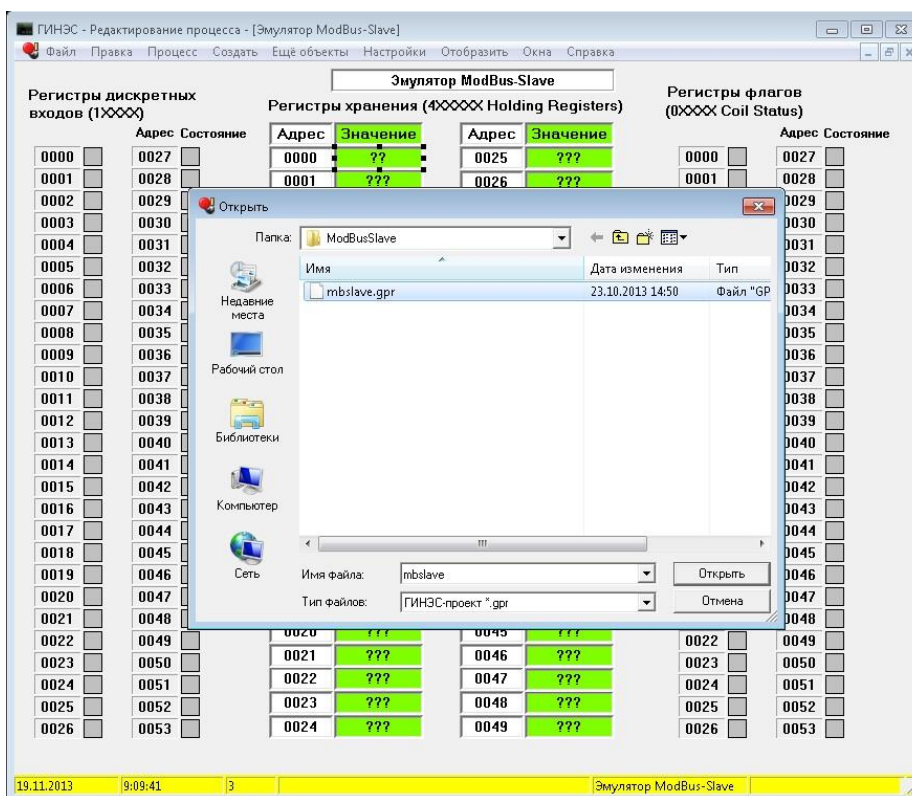 ГИНЭС - Редактирование процесса - [Эмулятор ModBus-Slave]
Файл Правка Процесс Создать Ещё объекты Настройки Отобразить Окна Справка
Эмулятор ModBus-Slave
Регистры дискретных
входов (1XXXX)
Регистры хранения (4XXXXX Holding Registers)
Регистры флагов
(0XXXX Coil Status)
Адрес Состояние Адрес Значение Адрес Значение Адрес Состояние
0000 0027 0000 ?? 0025 ??? 0000 0027
0001 0028 0001 ??? 0026 ??? 0001 0028
0002 0029 Открыть 0029
0003 0030 Папка: ModBusSlave 0030
0004 0031 0031
0005 0032 Имя Дата изменения Тип 0032
0006 0033 mbslave.gpr 23.10.2013 14:50 Файл "GP 0033
Недавние
места
0007 0034 0034
0008 0035 0035
0009 0036 0036
0010 0037 Рабочий стол 0037
0011 0038 0038
0012 0039 0039
0013 0040 Библиотеки 0040
0014 0041 0041
0015 0042 0042
0016 0043 Компьютер 0043
0017 0044 0044
0018 0045 0045
0019 0046 Сеть Имя файла: mbslave Открыть 0046
0020 0047 Тип файлов: ГИНЭС-проект *.gpr Отмена 0047
0021 0048 0048
0022 0049 0020 ??? 0045 ??? 0022 0049
0023 0050 0021 ??? 0046 ??? 0023 0050
0024 0051 0022 ??? 0047 ??? 0024 0051
0025 0052 0023 ??? 0048 ??? 0025 0052
0026 0053 0024 ??? 0049 ??? 0026 0053
19.11.2013 9:09:41 3 Эмулятор ModBus-Slave